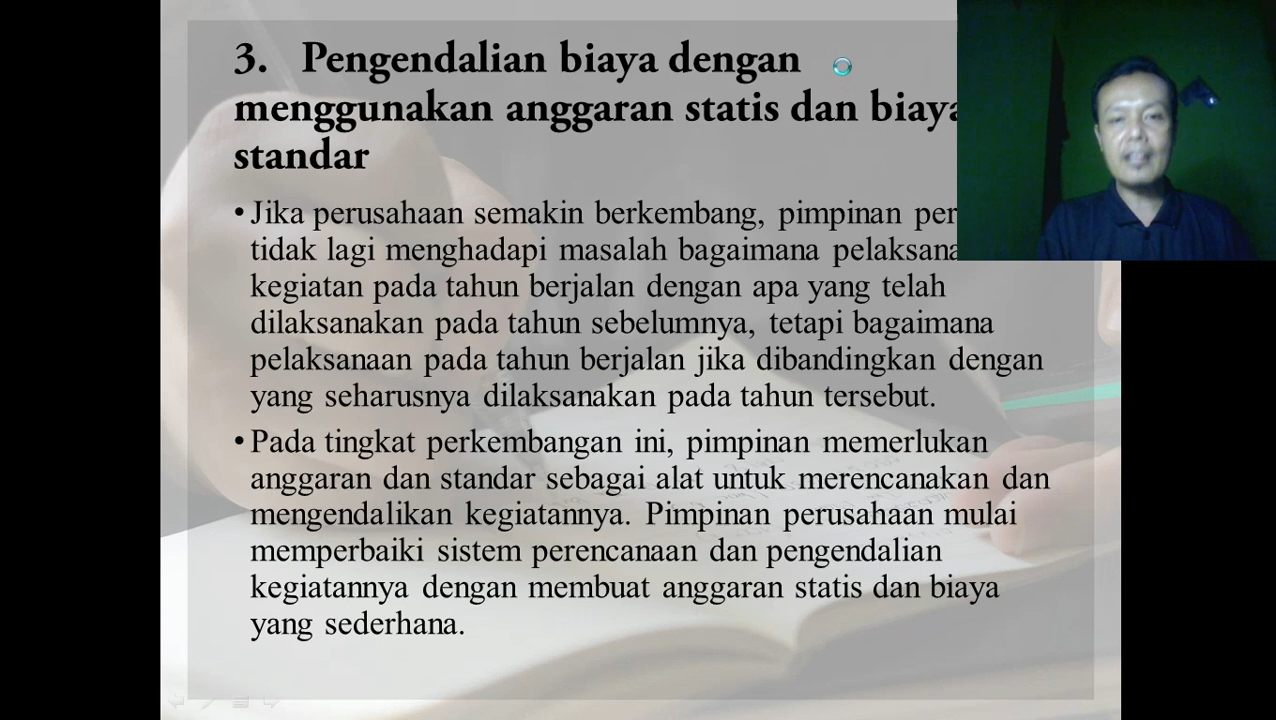 3. Pengendalian biaya dengan
menggunakan anggaran statis dan biaya
standar
• Jika perusahaan semakin berkembang, pimpinan
tidak lagi menghadapi masalah bagaimana
kegiatan pada tahun berjalan dengan apa yang telah
dilaksanakan pada tahun sebelumnya, tetapi bagaimana
pelaksanaan pada tahun berjalan jika dibandingkan dengan
yang seharusnya dilaksanakan pada tahun tersebut.
• Pada tingkat perkembangan ini, pimpinan memerlukan
anggaran dan standar sebagai alat untuk merencanakan dan
mengendalikan kegiatannya. Pimpinan perusahaan mulai
memperbaiki sistem perencanaan dan pengendalian
kegiatannya dengan membuat anggaran statis dan biaya
yang sederhana.